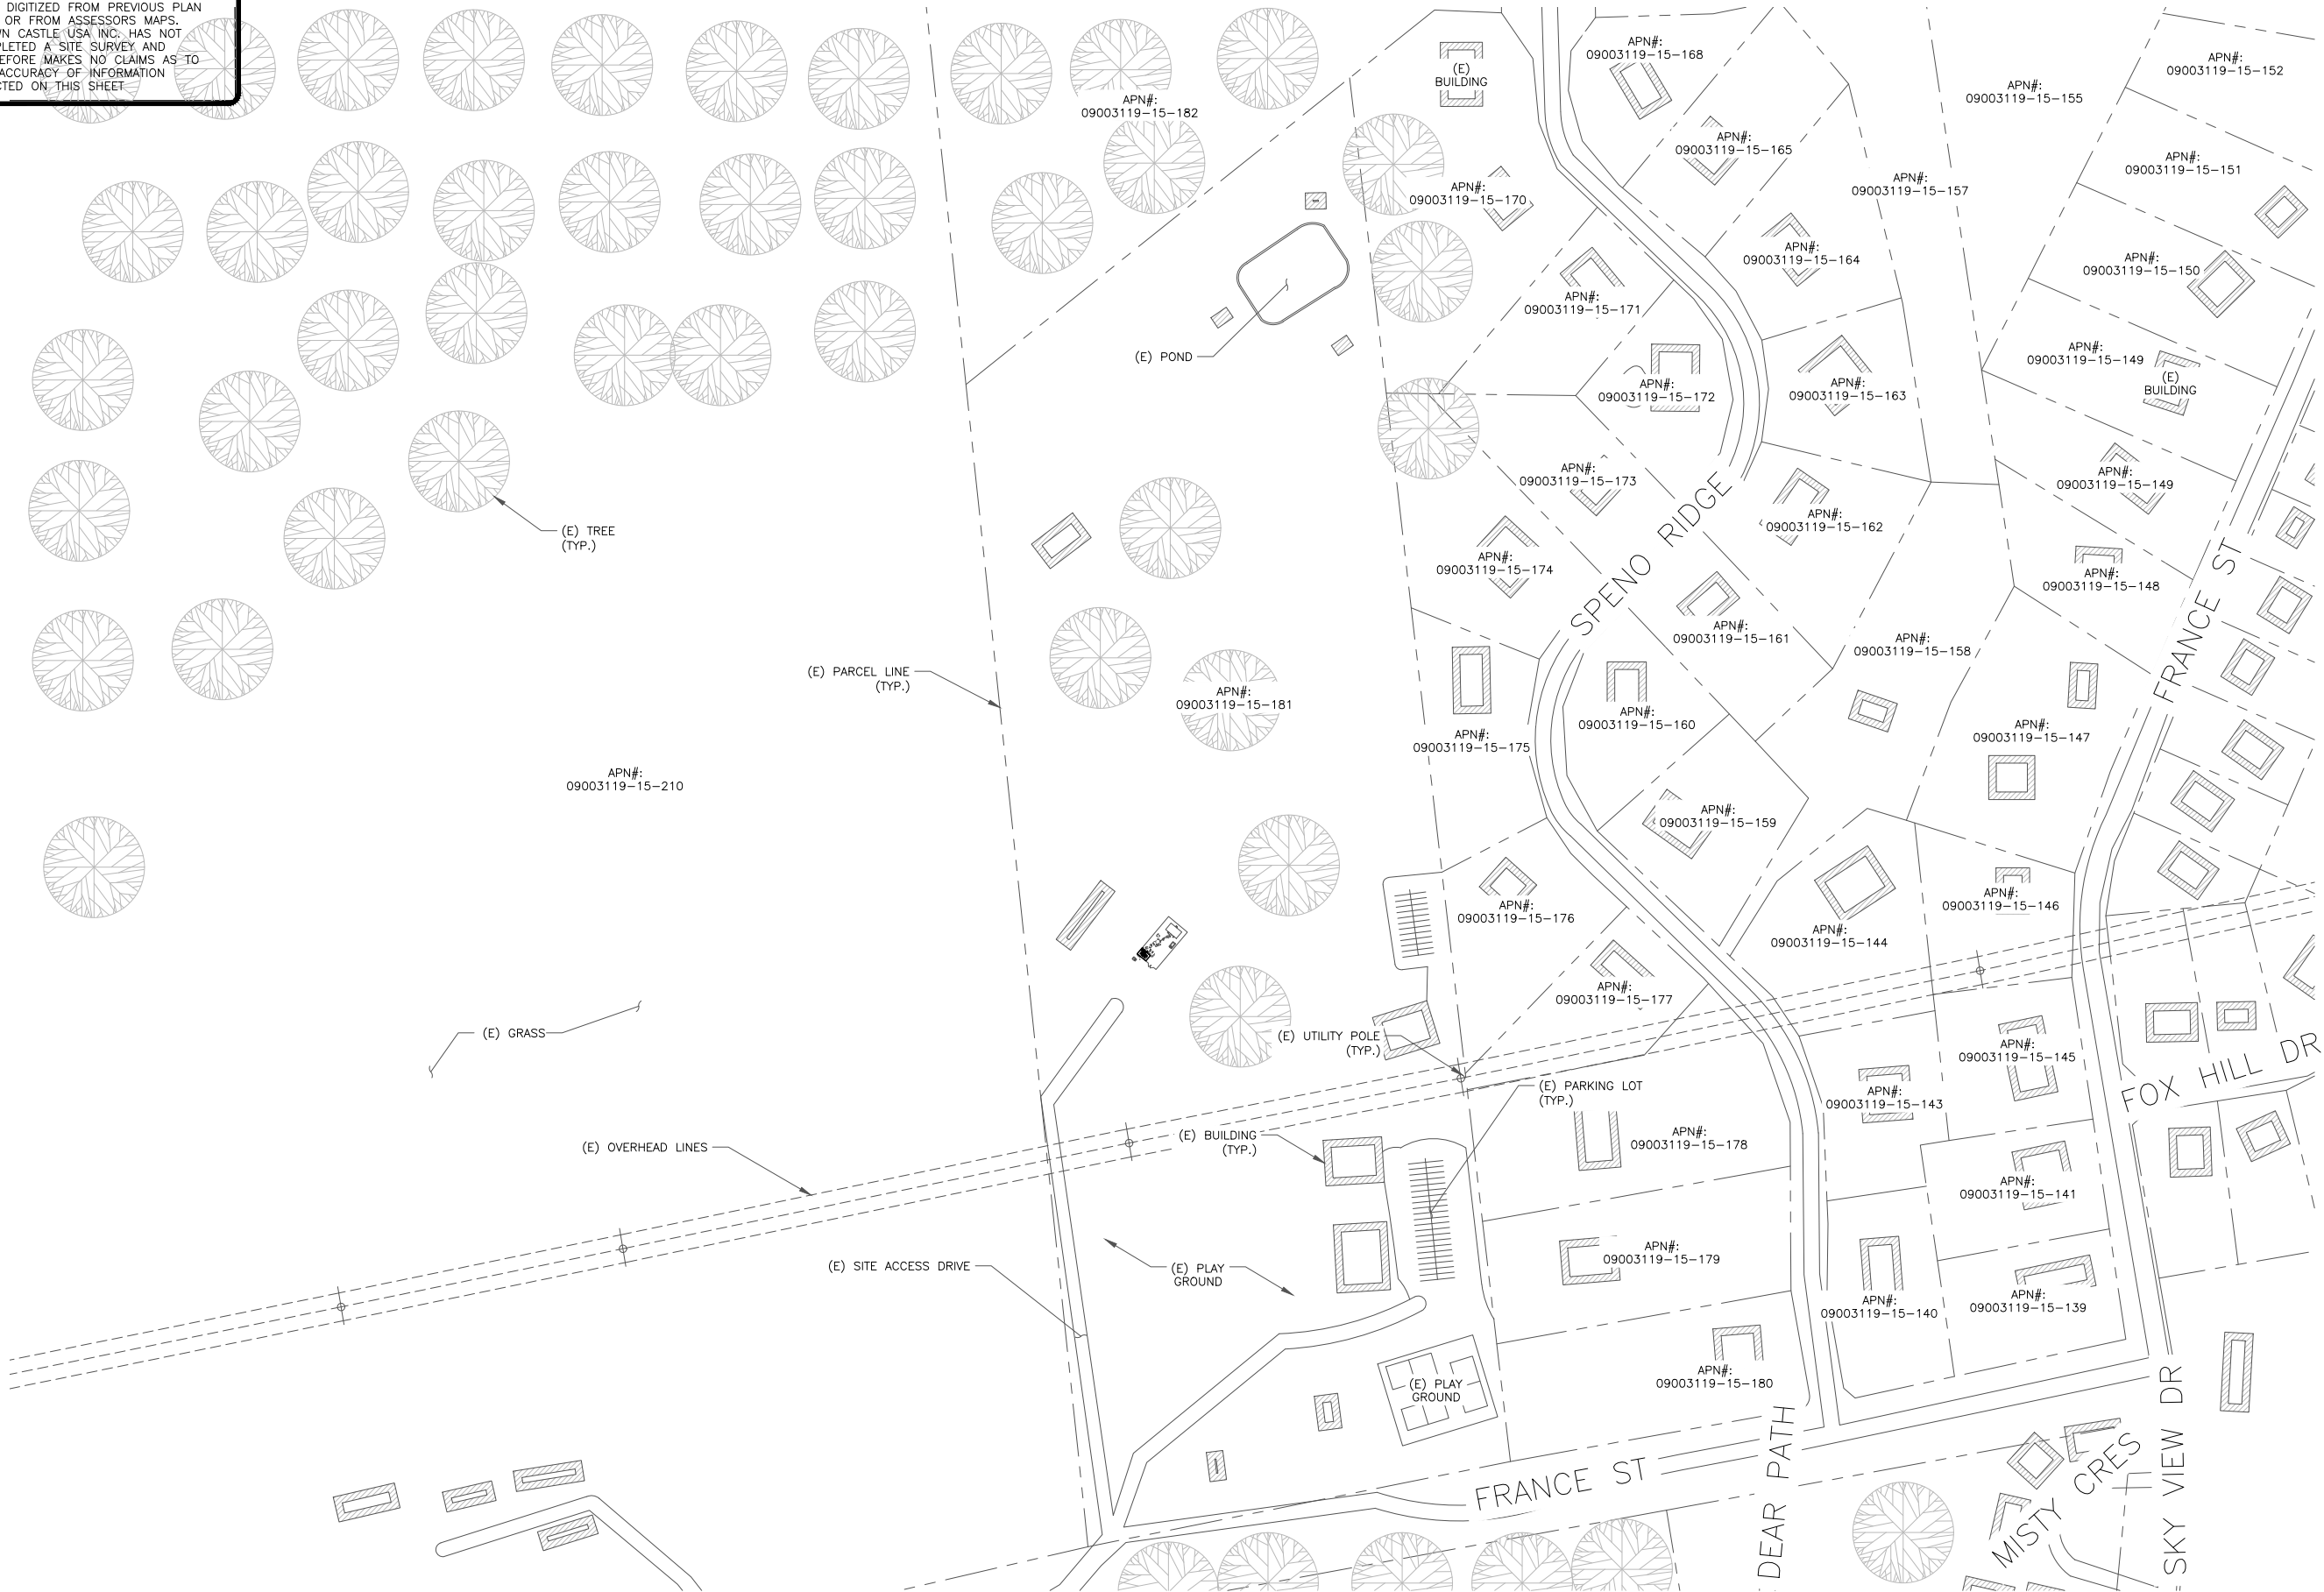 DIGITIZED FROM PREVIOUS PLAN
OR FROM ASSESSORS MAPS.
CASTLE USA INC. HAS NOT
A SITE SURVEY AND
MAKES NO CLAIMS AS TO
ACCURACY OF INFORMATION
ON THIS SHEET
APN#:
09003119-15-182
(E)
BUILDING
APN#:
09003119-15-168
APN#:
09003119-15-155
APN#:
09003119-15-152
APN#:
09003119-15-165
APN#:
09003119-15-151
APN#:
09003119-15-170
APN#:
09003119-15-157
APN#:
09003119-15-164
APN#:
09003119-15-150
APN#:
09003119-15-171
(E) POND
APN#:
09003119-15-149
(E)
BUILDING
APN#:
09003119-15-172
APN#:
09003119-15-163
APN#:
09003119-15-173
APN#:
09003119-15-149
SPENO RIDGE
APN#:
09003119-15-162
(E) TREE
(TYP.)
APN#:
09003119-15-174
APN#:
09003119-15-148
FRANCE ST
APN#:
09003119-15-161
APN#:
09003119-15-158
(E) PARCEL LINE
(TYP.)
APN#:
09003119-15-181
APN#:
09003119-15-160
APN#:
09003119-15-175
APN#:
09003119-15-147
APN#:
09003119-15-210
APN#:
09003119-15-159
APN#:
09003119-15-176
APN#:
09003119-15-146
APN#:
09003119-15-144
APN#:
09003119-15-177
(E) GRASS
(E) UTILITY POLE
(TYP.)
APN#:
09003119-15-145
FOX HILL DR
(E) PARKING LOT
(TYP.)
APN#:
09003119-15-143
(E) OVERHEAD LINES
(E) BUILDING
(TYP.)
APN#:
09003119-15-178
APN#:
09003119-15-141
(E) SITE ACCESS DRIVE
(E) PLAY
GROUND
APN#:
09003119-15-179
APN#:
09003119-15-140
APN#:
09003119-15-139
(E) PLAY
GROUND
APN#:
09003119-15-180
FRANCE ST
DEAR PATH
MISTY CRES
SKY VIEW DR